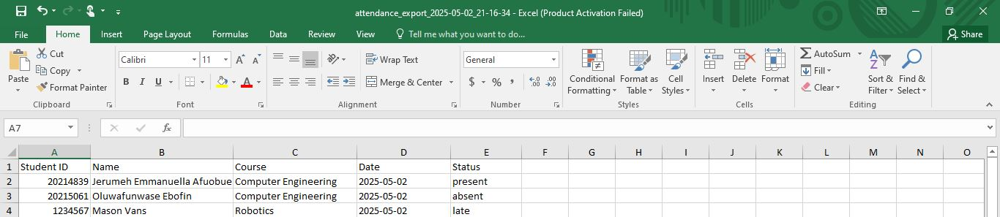 attendance_export_2025-05-02_21-16-34 - Excel (Product Activation Failed)
File Home Insert Page Layout Formulas Data Review View Tell me what you want to do... Share
Paste Cut Copy Format Painter Clipboard
Calibri 11 A A B I U A Font
Wrap Text Merge & Center Alignment
General $ % , .0 .00 .00 .0 Number
Conditional Formatting Format as Table Cell Styles Styles
Insert Delete Format Cells
AutoSum Fill Clear Sort & Filter Find & Select Editing
A7 fx
A B C D E F G H I J K L M N O
1 Student ID Name Course Date Status
2 20214839 Jerumeh Emmanuella Afuobue Computer Engineering 2025-05-02 present
3 20215061 Oluwafunwase Ebofin Computer Engineering 2025-05-02 absent
4 1234567 Mason Vans Robotics 2025-05-02 late